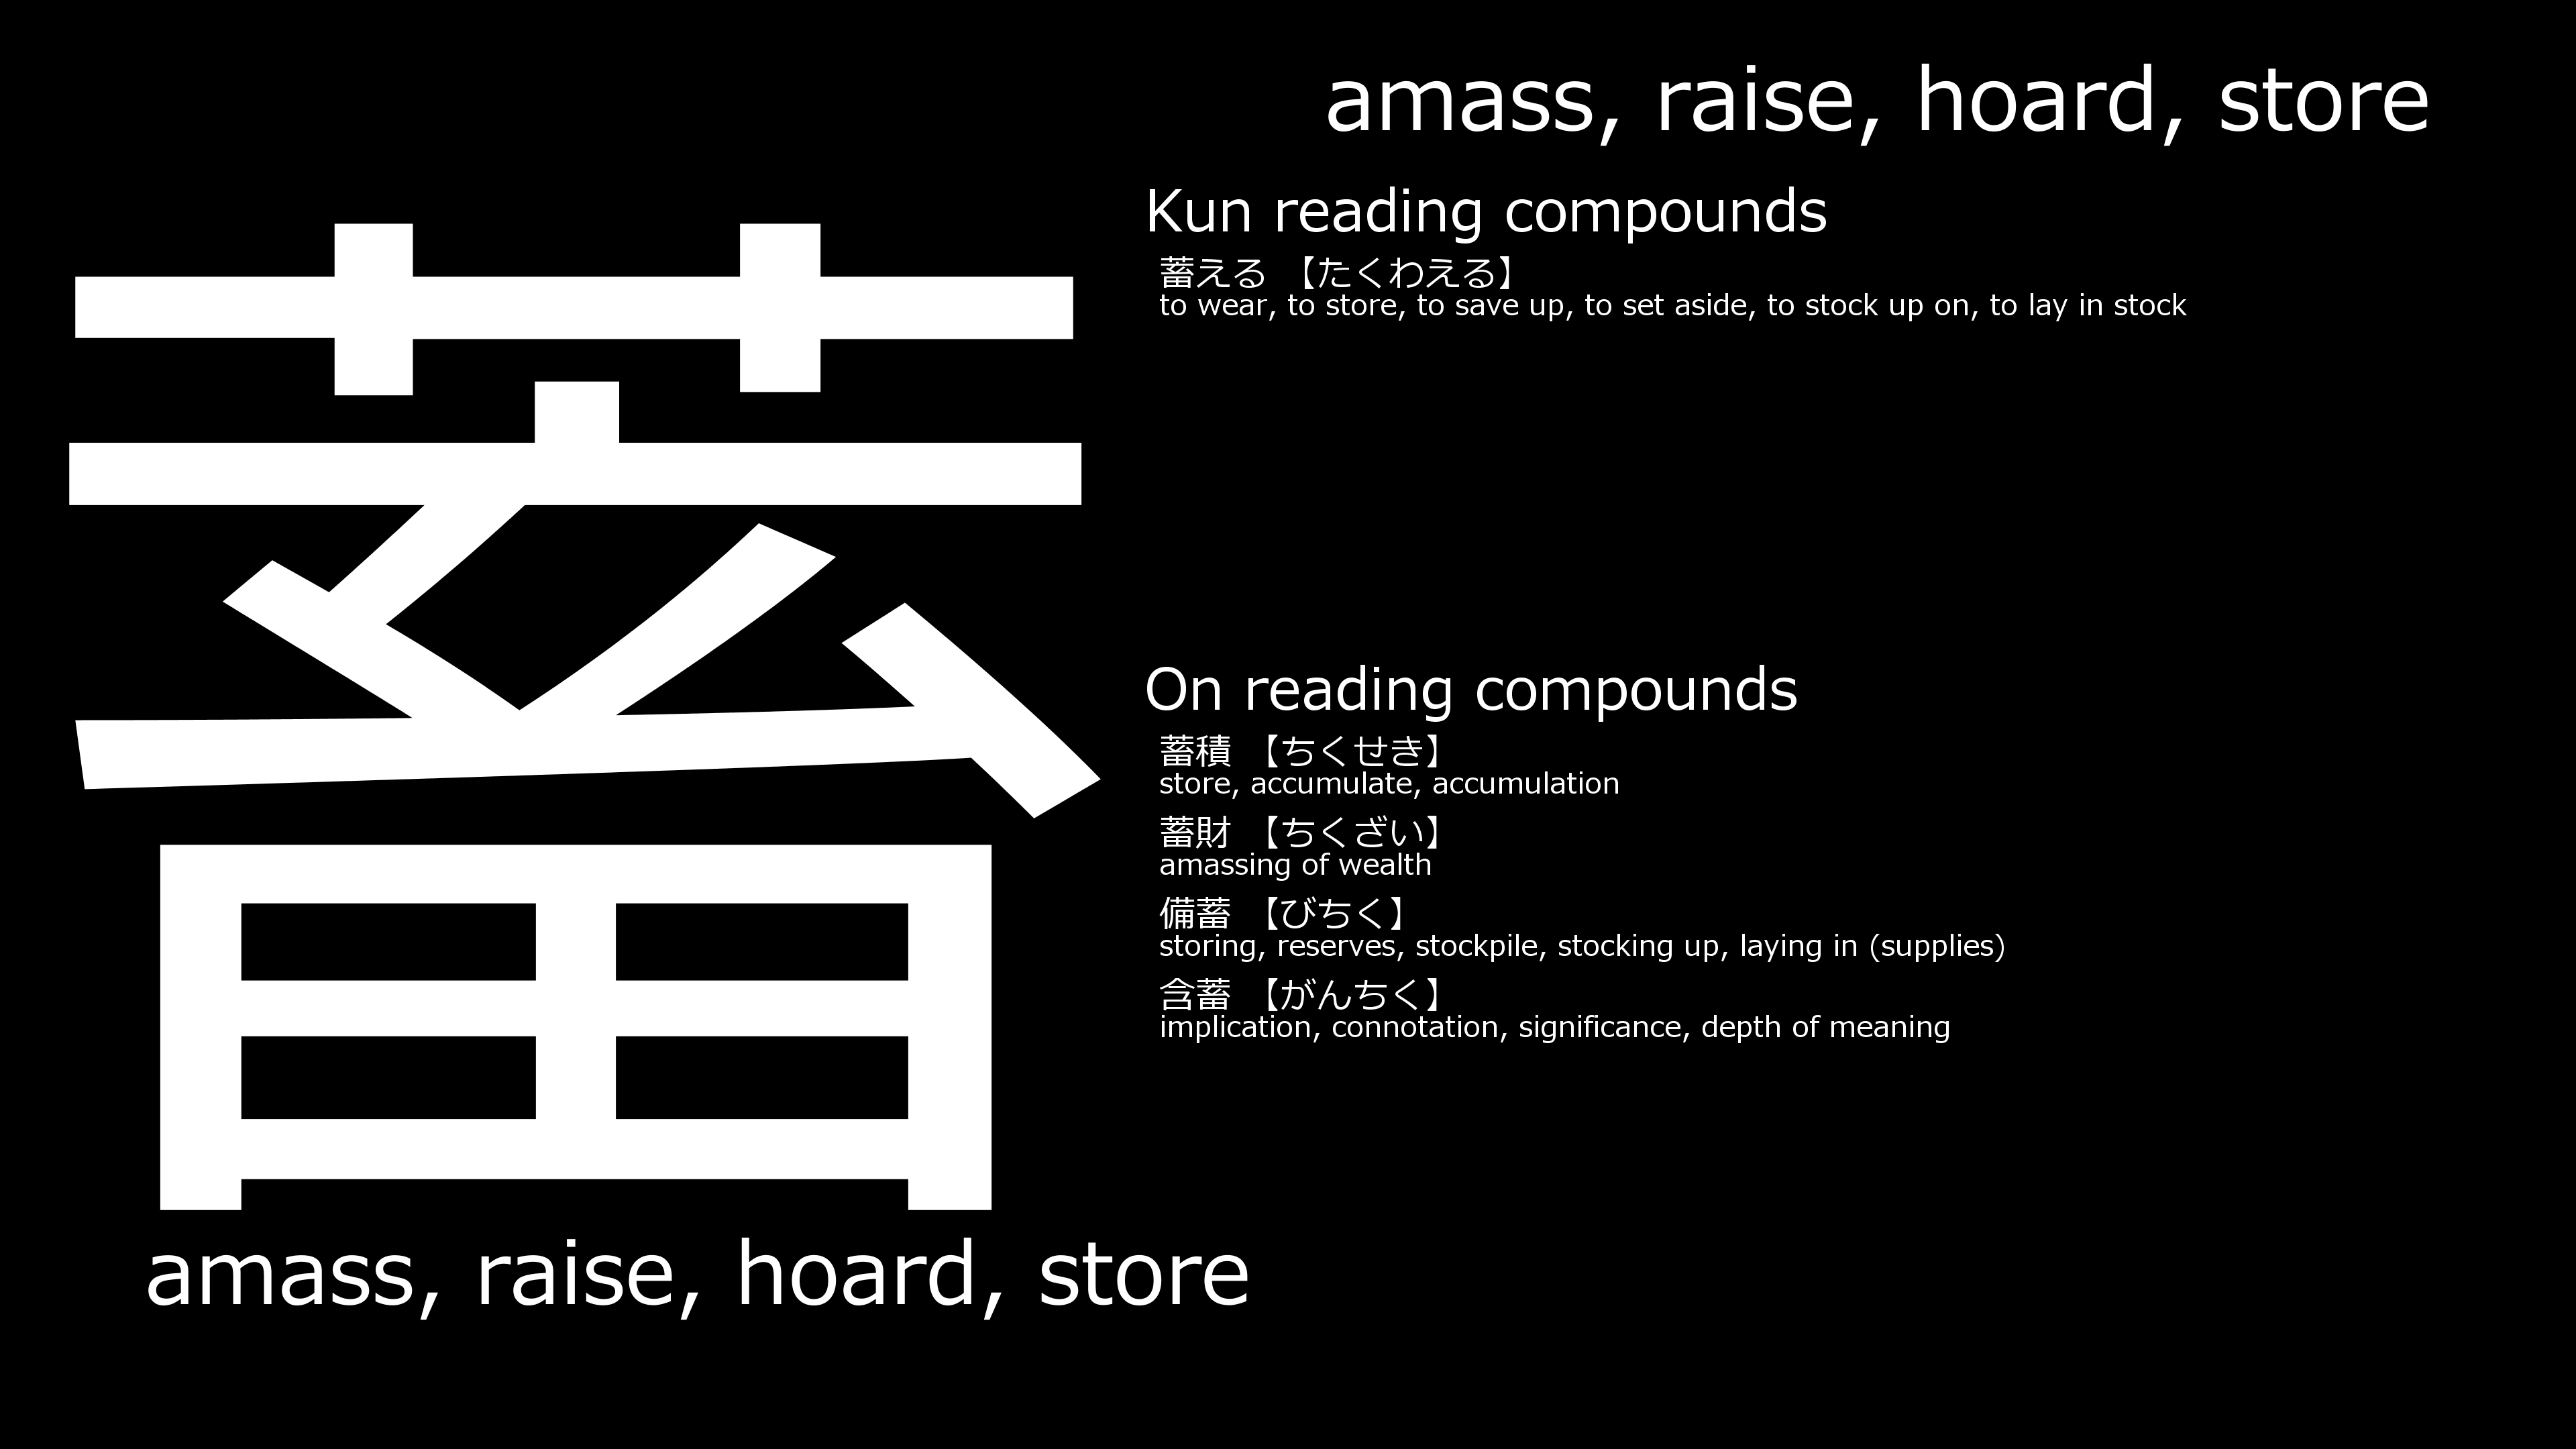 蓄
amass, raise, hoard, store
amass, raise, hoard, store
Kun reading compounds
蓄える 【たくわえる】
to wear, to store, to save up, to set aside, to stock up on, to lay in stock
On reading compounds
蓄積 【ちくせき】
store, accumulate, accumulation
蓄財 【ちくざい】
amassing of wealth
備蓄 【びちく】
storing, reserves, stockpile, stocking up, laying in (supplies)
含蓄 【がんちく】
implication, connotation, significance, depth of meaning